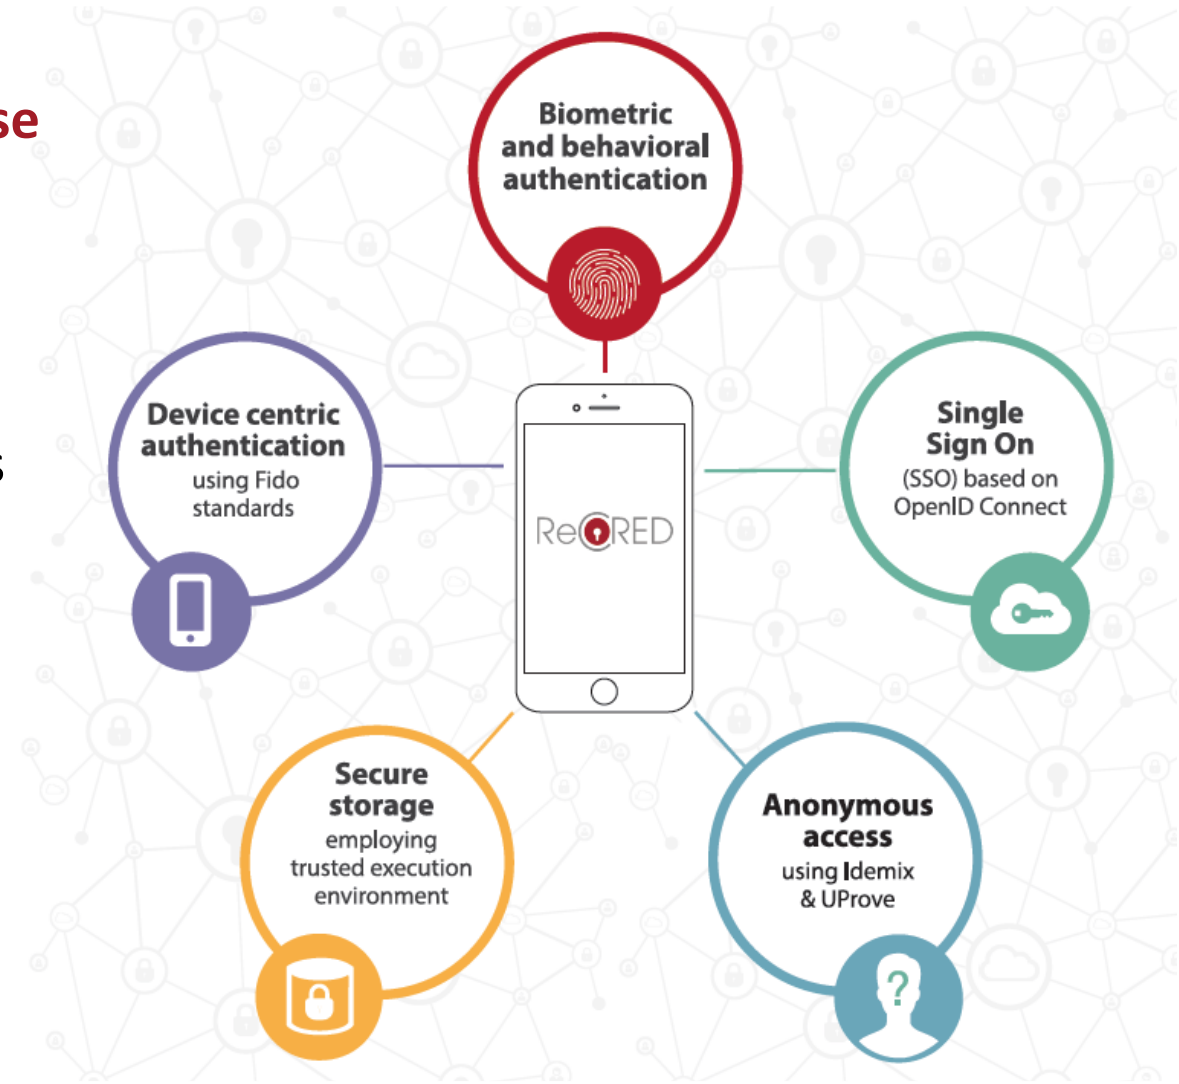 se
Biometric
and behavioral
authentication
Device centric
authentication
using Fido
standards
s
ReCRED
Single
Sign On
(SSO) based on
OpenID Connect
Secure
storage
employing
trusted execution
environment
Anonymous
access
using Idemix
& UProve
?